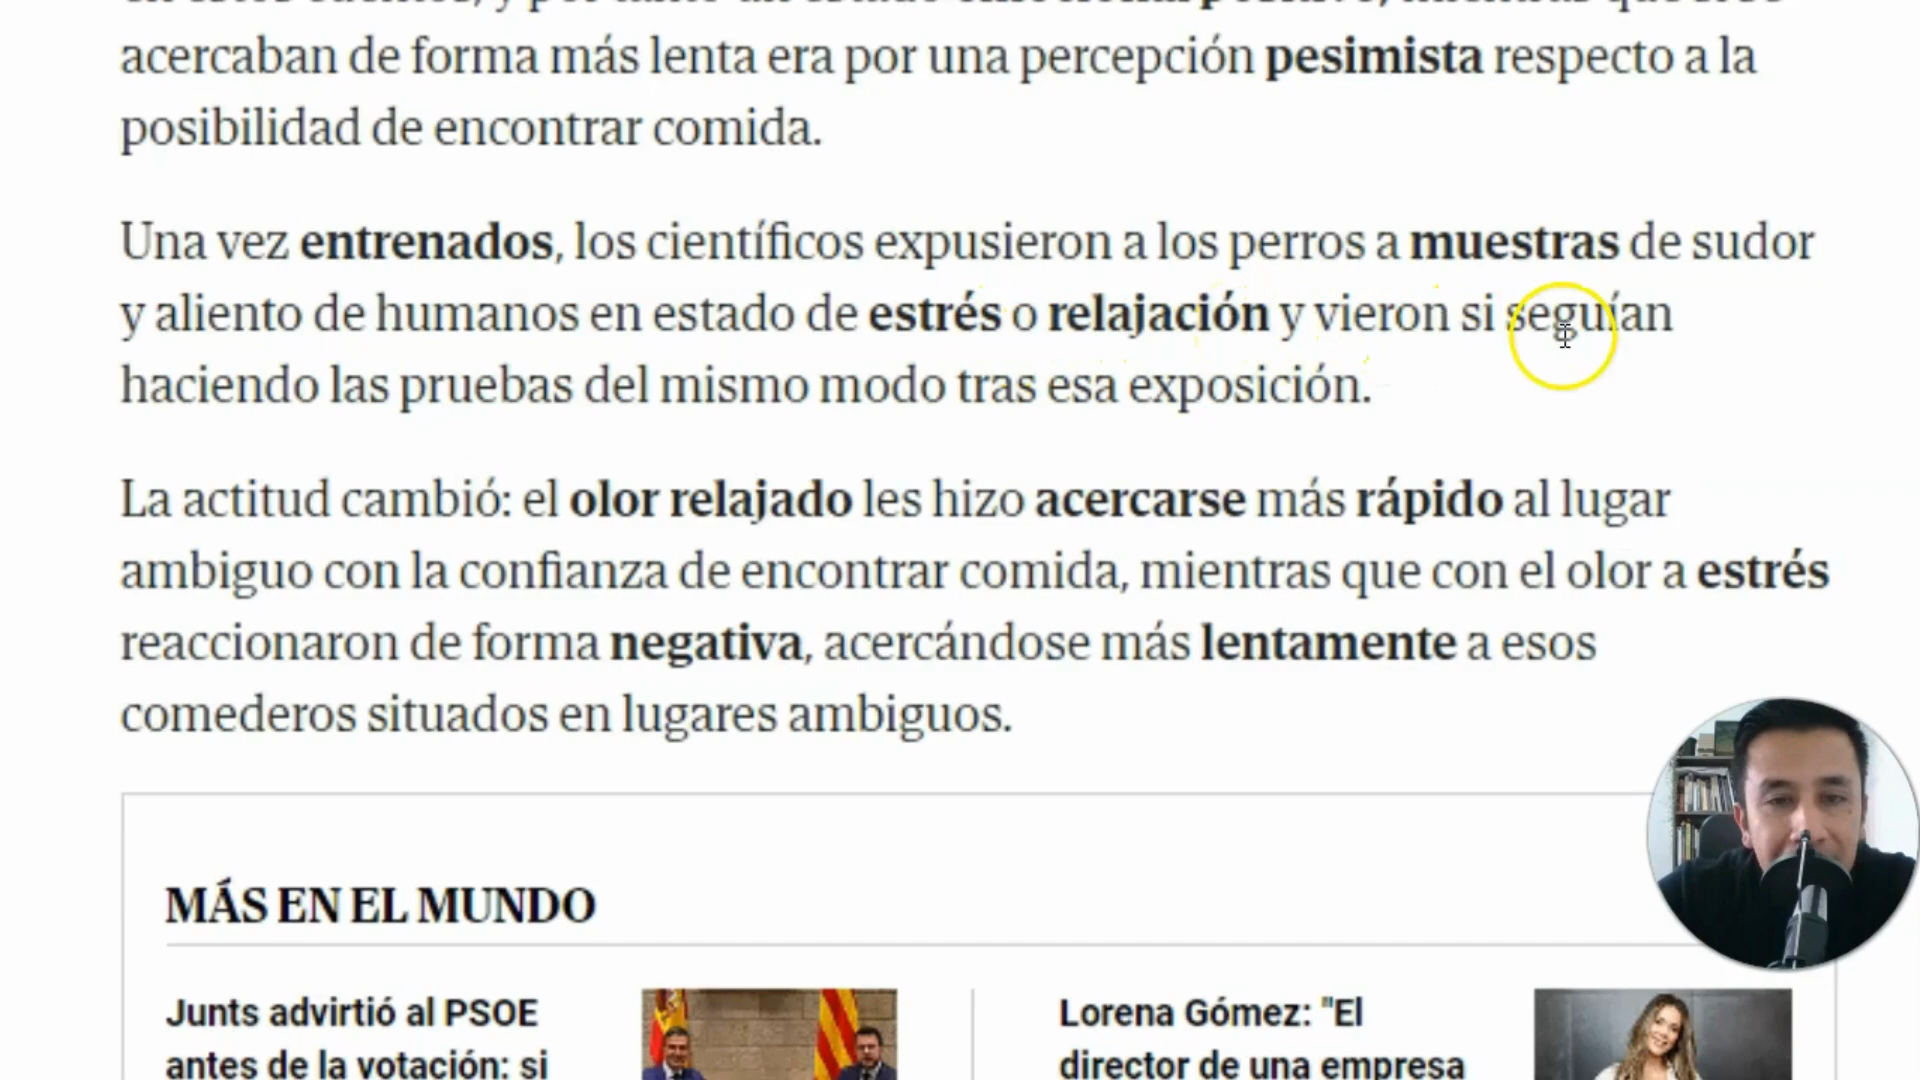 acercaban de forma más lenta era por una percepción pesimista respecto a la
posibilidad de encontrar comida.
Una vez entrenados, los científicos expusieron a los perros a muestras de sudor
y aliento de humanos en estado de estrés o relajación y vieron si seguían
haciendo las pruebas del mismo modo tras esa exposición.
La actitud cambió: el olor relajado les hizo acercarse más rápido al lugar
ambiguo con la confianza de encontrar comida, mientras que con el olor a estrés
reaccionaron de forma negativa, acercándose más lentamente a esos
comederos situados en lugares ambiguos.
MÁS EN EL MUNDO
Junts advirtió al PSOE
antes de la votación: si
Lorena Gómez: "El
director de una empresa